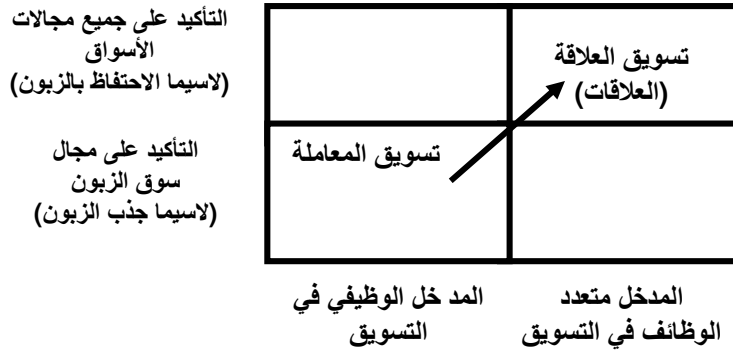 التأكيد على جميع مجالات
الأسواق
(لاسيما الاحتفاظ بالزبون)
تسويق العلاقة
(العلاقات)
التأكيد على مجال
سوق الزبون
(لاسيما جذب الزبون)
تسويق المعاملة
المدخل متعدد
الوظائف في التسويق
المد خل الوظيفي في
التسويق